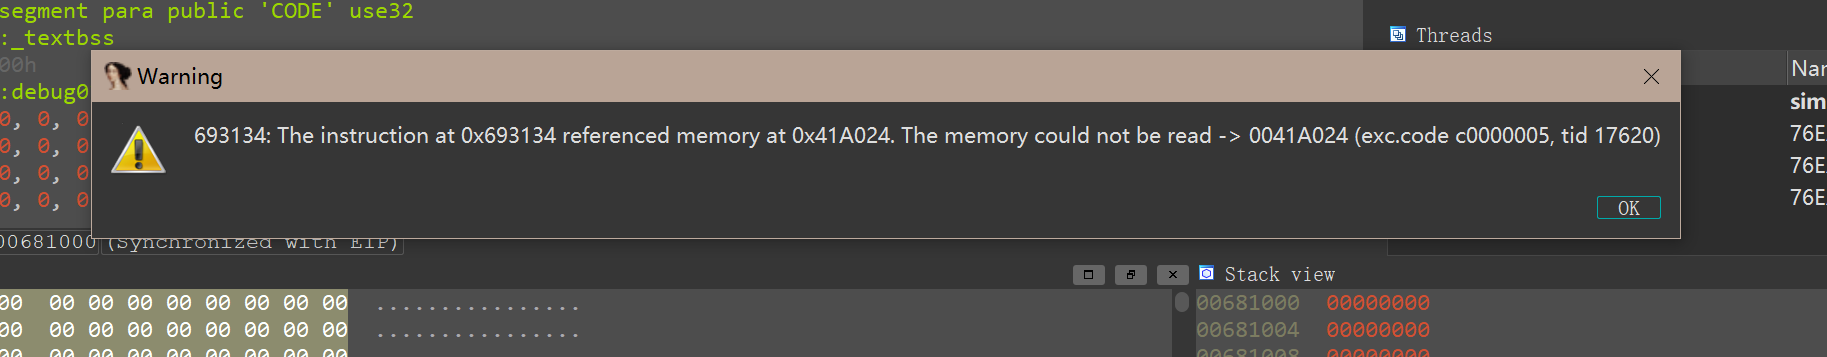 segment para public 'CODE' use32
:_textbss
00h
:debug0
0, 0, 0
0, 0, 0
0, 0, 0
0, 0, 0
Warning
693134: The instruction at 0x693134 referenced memory at 0x41A024. The memory could not be read -> 0041A024 (exc.code c0000005, tid 17620)
OK
00681000 (Synchronized with EIP)
Threads
Nar
sim
76E
76E
76E
00 00 00 00 00 00 00 00 00 ................
00 00 00 00 00 00 00 00 00 ................
00 00 00 00 00 00 00 00 00
Stack view
00681000 00000000
00681004 00000000
00681008 00000000